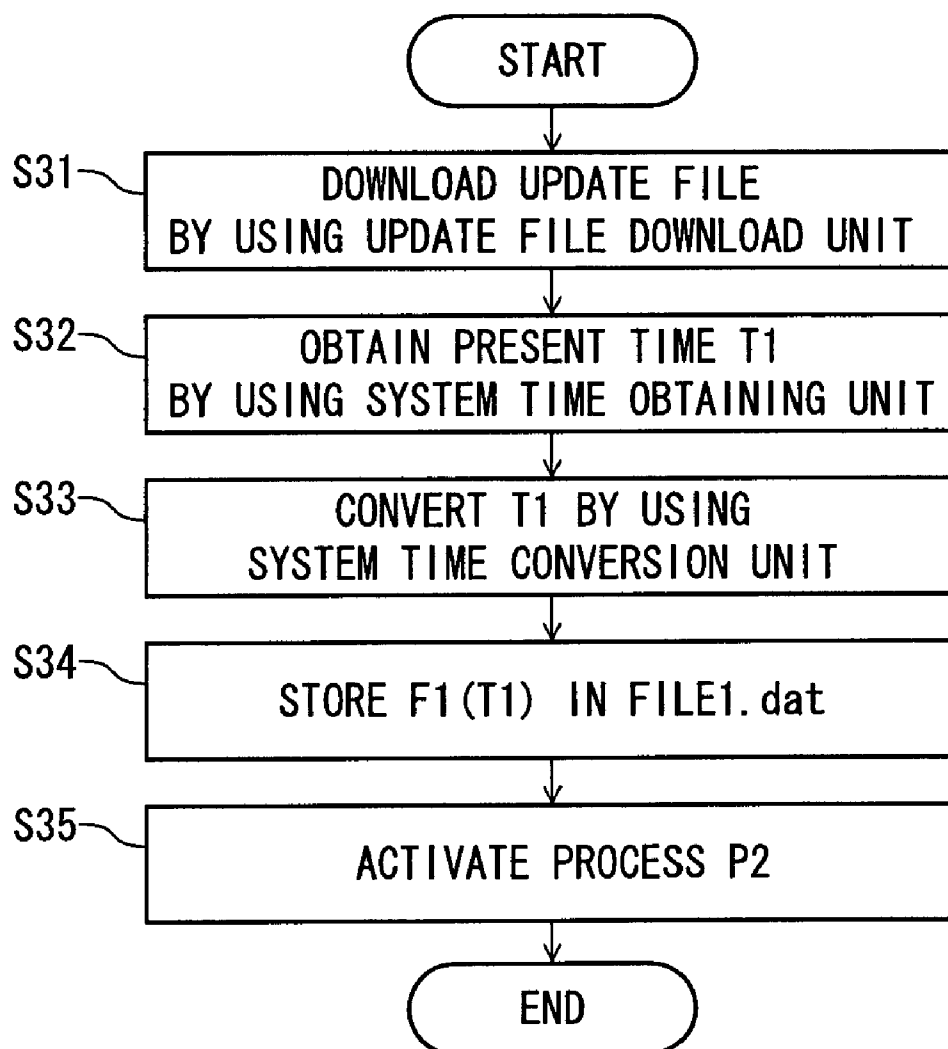 START
S31
DOWNLOAD UPDATE FILE
BY USING UPDATE FILE DOWNLOAD UNIT
S32
OBTAIN PRESENT TIME T1
BY USING SYSTEM TIME OBTAINING UNIT
S33
CONVERT T1 BY USING
SYSTEM TIME CONVERSION UNIT
S34
STORE F1(T1) IN FILE1.dat
S35
ACTIVATE PROCESS P2
END